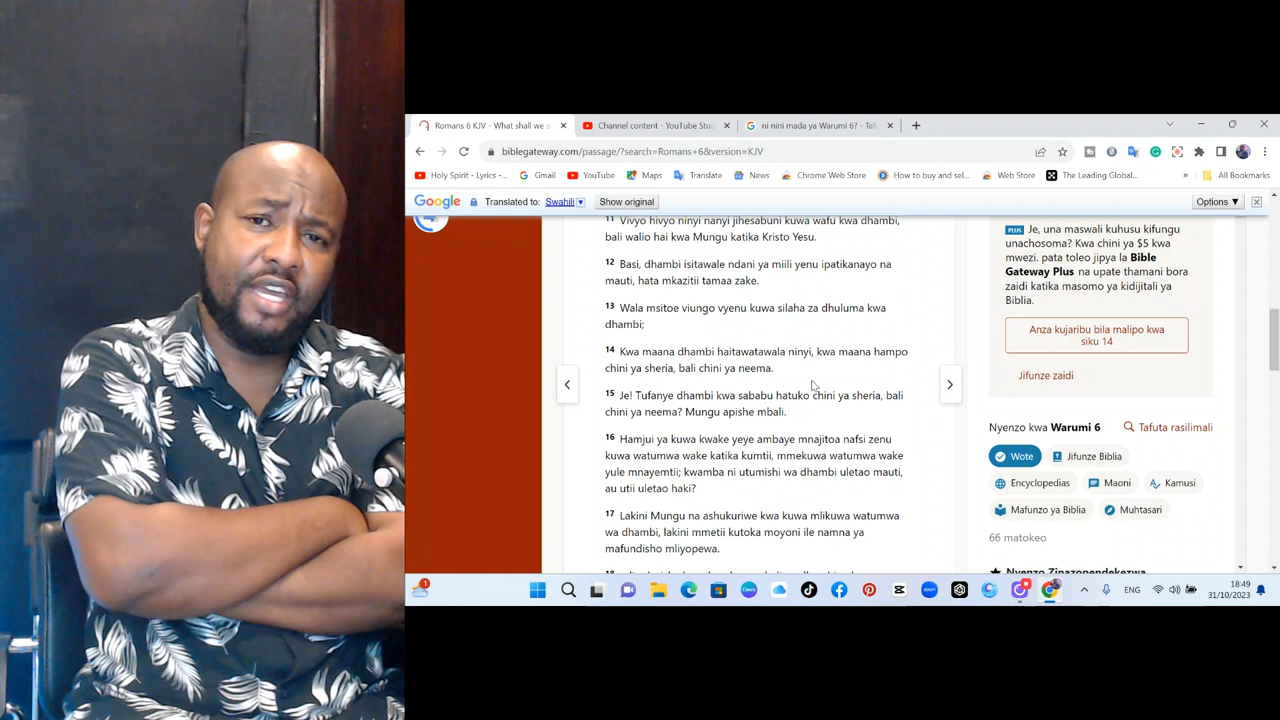 Romans 6 KJV - What shall we s
Channel content - YouTube Stu
ni nini mada ya Warumi 6? - Taf
biblegateway.com/passage/?search=Romans+6&version=KJV
Holy Spirit - Lyrics -...
Gmail
YouTube
Maps
Translate
News
Chrome Web Store
How to buy and sel...
Web Store
The Leading Global...
»
All Bookmarks
Google
Translated to: Swahili
Show original
Options ▼
11 Vivyo hivyo ninyi nanyi jihesabuni kuwa wafu kwa dhambi,
bali walio hai kwa Mungu katika Kristo Yesu.
12 Basi, dhambi isitawale ndani ya miili yenu ipatikanayo na
mauti, hata mkazitii tamaa zake.
13 Wala msitoe viungo vyenu kuwa silaha za dhuluma kwa
dhambi;
14 Kwa maana dhambi haitawatawala ninyi, kwa maana hampo
chini ya sheria, bali chini ya neema.
15 Je! Tufanye dhambi kwa sababu hatuko chini ya sheria, bali
chini ya neema? Mungu apishe mbali.
16 Hamjui ya kuwa kwake yeye ambaye mnajitoa nafsi zenu
kuwa watumwa wake katika kumtii, mmekuwa watumwa wake
yule mnayemtii; kwamba ni utumishi wa dhambi uletao mauti,
au utii uletao haki?
17 Lakini Mungu na ashukuriwe kwa kuwa mlikuwa watumwa
wa dhambi, lakini mmetii kutoka moyoni ile namna ya
mafundisho mliyopewa.
PLUS Je, una maswali kuhusu kifungu
unachosoma? Kwa chini ya $5 kwa
mwezi. pata toleo jipya la Bible
Gateway Plus na upate thamani bora
zaidi katika masomo ya kidijitali ya
Biblia.
Anza kujaribu bila malipo kwa
siku 14
Jifunze zaidi
Nyenzo kwa Warumi 6
Tafuta rasilimali
Wote
Jifunze Biblia
Encyclopedias
Maoni
Kamusi
Mafunzo ya Biblia
Muhtasari
66 matokeo
Nyenzo Zinazopendekezwa
1
zoom
ENG
18:49
31/10/2023